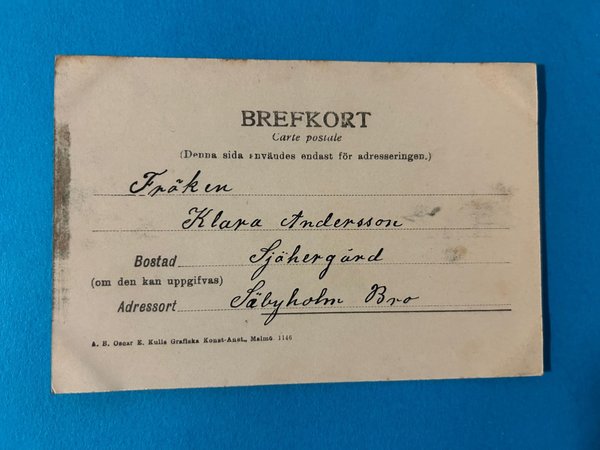 BREFKORT
Carte postale
(Denna sida användes endast för adresseringen.)
Fröken
Klara Andersson
Bostad Sjöhergård
(om den kan uppgifvas)
Adressort Säbyholm Bro
A. B. Oscar E. Kulls Grafiska Konst-Anst., Malmö 1146